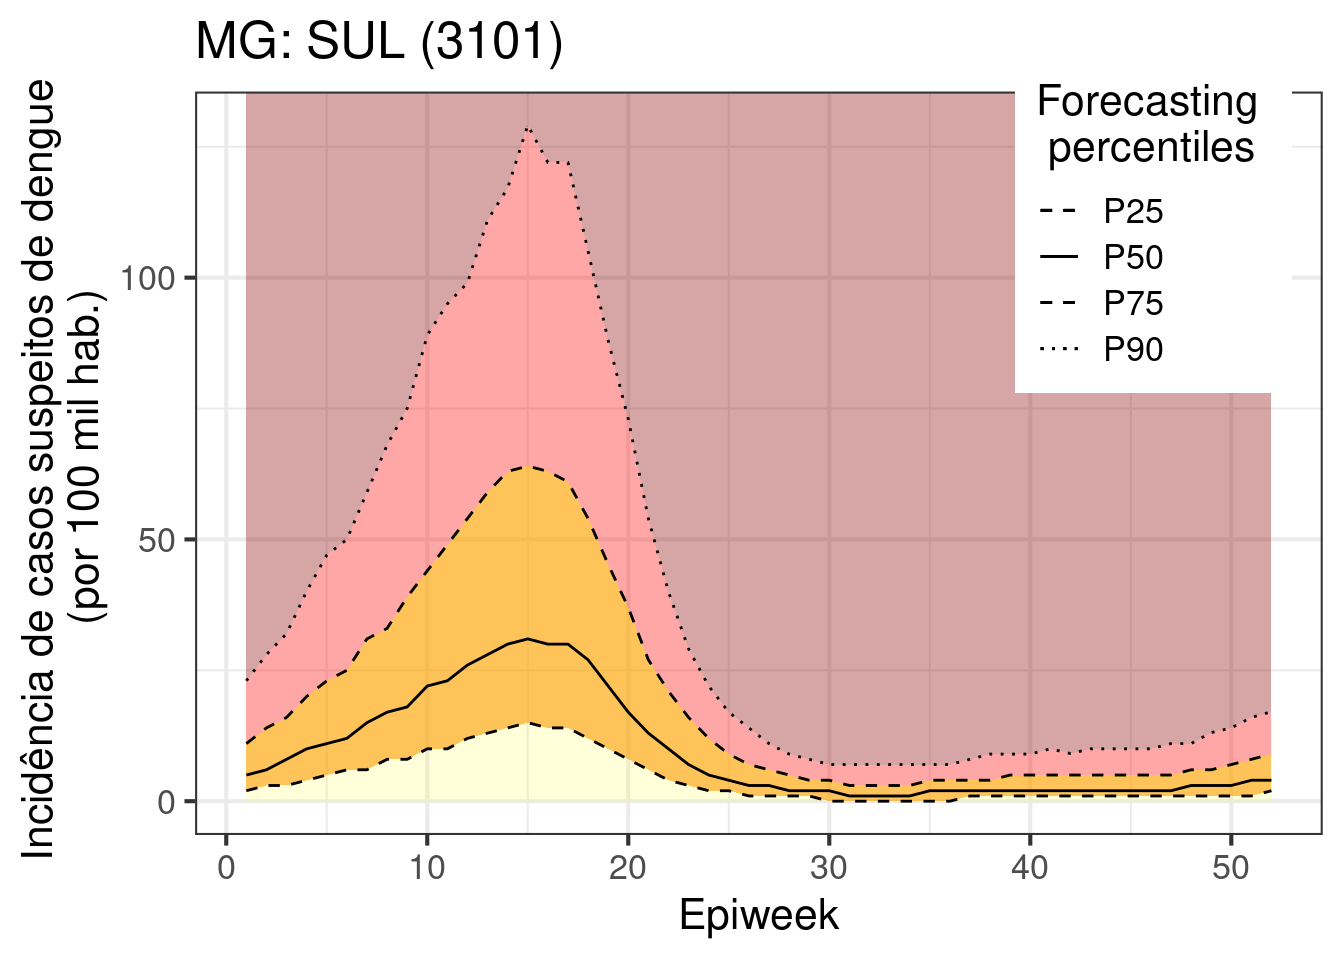 MG: SUL (3101)
Incidência de casos suspeitos de dengue
(por 100 mil hab.)
100
50
0
Forecasting
percentiles
P25
P50
P75
P90
0
10
20
30
40
50
Epiweek